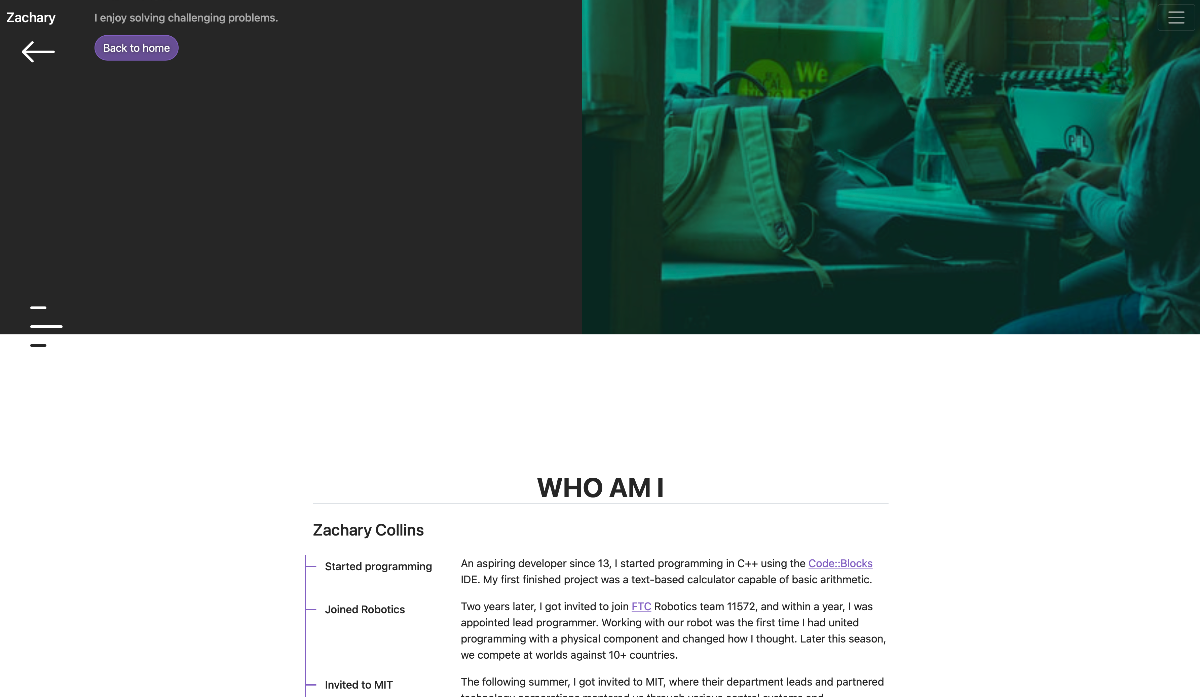 Zachary
I enjoy solving challenging problems.
Back to home
We
WHO AM I
Zachary Collins
Started programming
An aspiring developer since 13, I started programming in C++ using the Code::Blocks
IDE. My first finished project was a text-based calculator capable of basic arithmetic.
Joined Robotics
Two years later, I got invited to join FTC Robotics team 11572, and within a year, I was
appointed lead programmer. Working with our robot was the first time I had united
programming with a physical component and changed how I thought. Later this season,
we compete at worlds against 10+ countries.
Invited to MIT
The following summer, I got invited to MIT, where their department leads and partnered